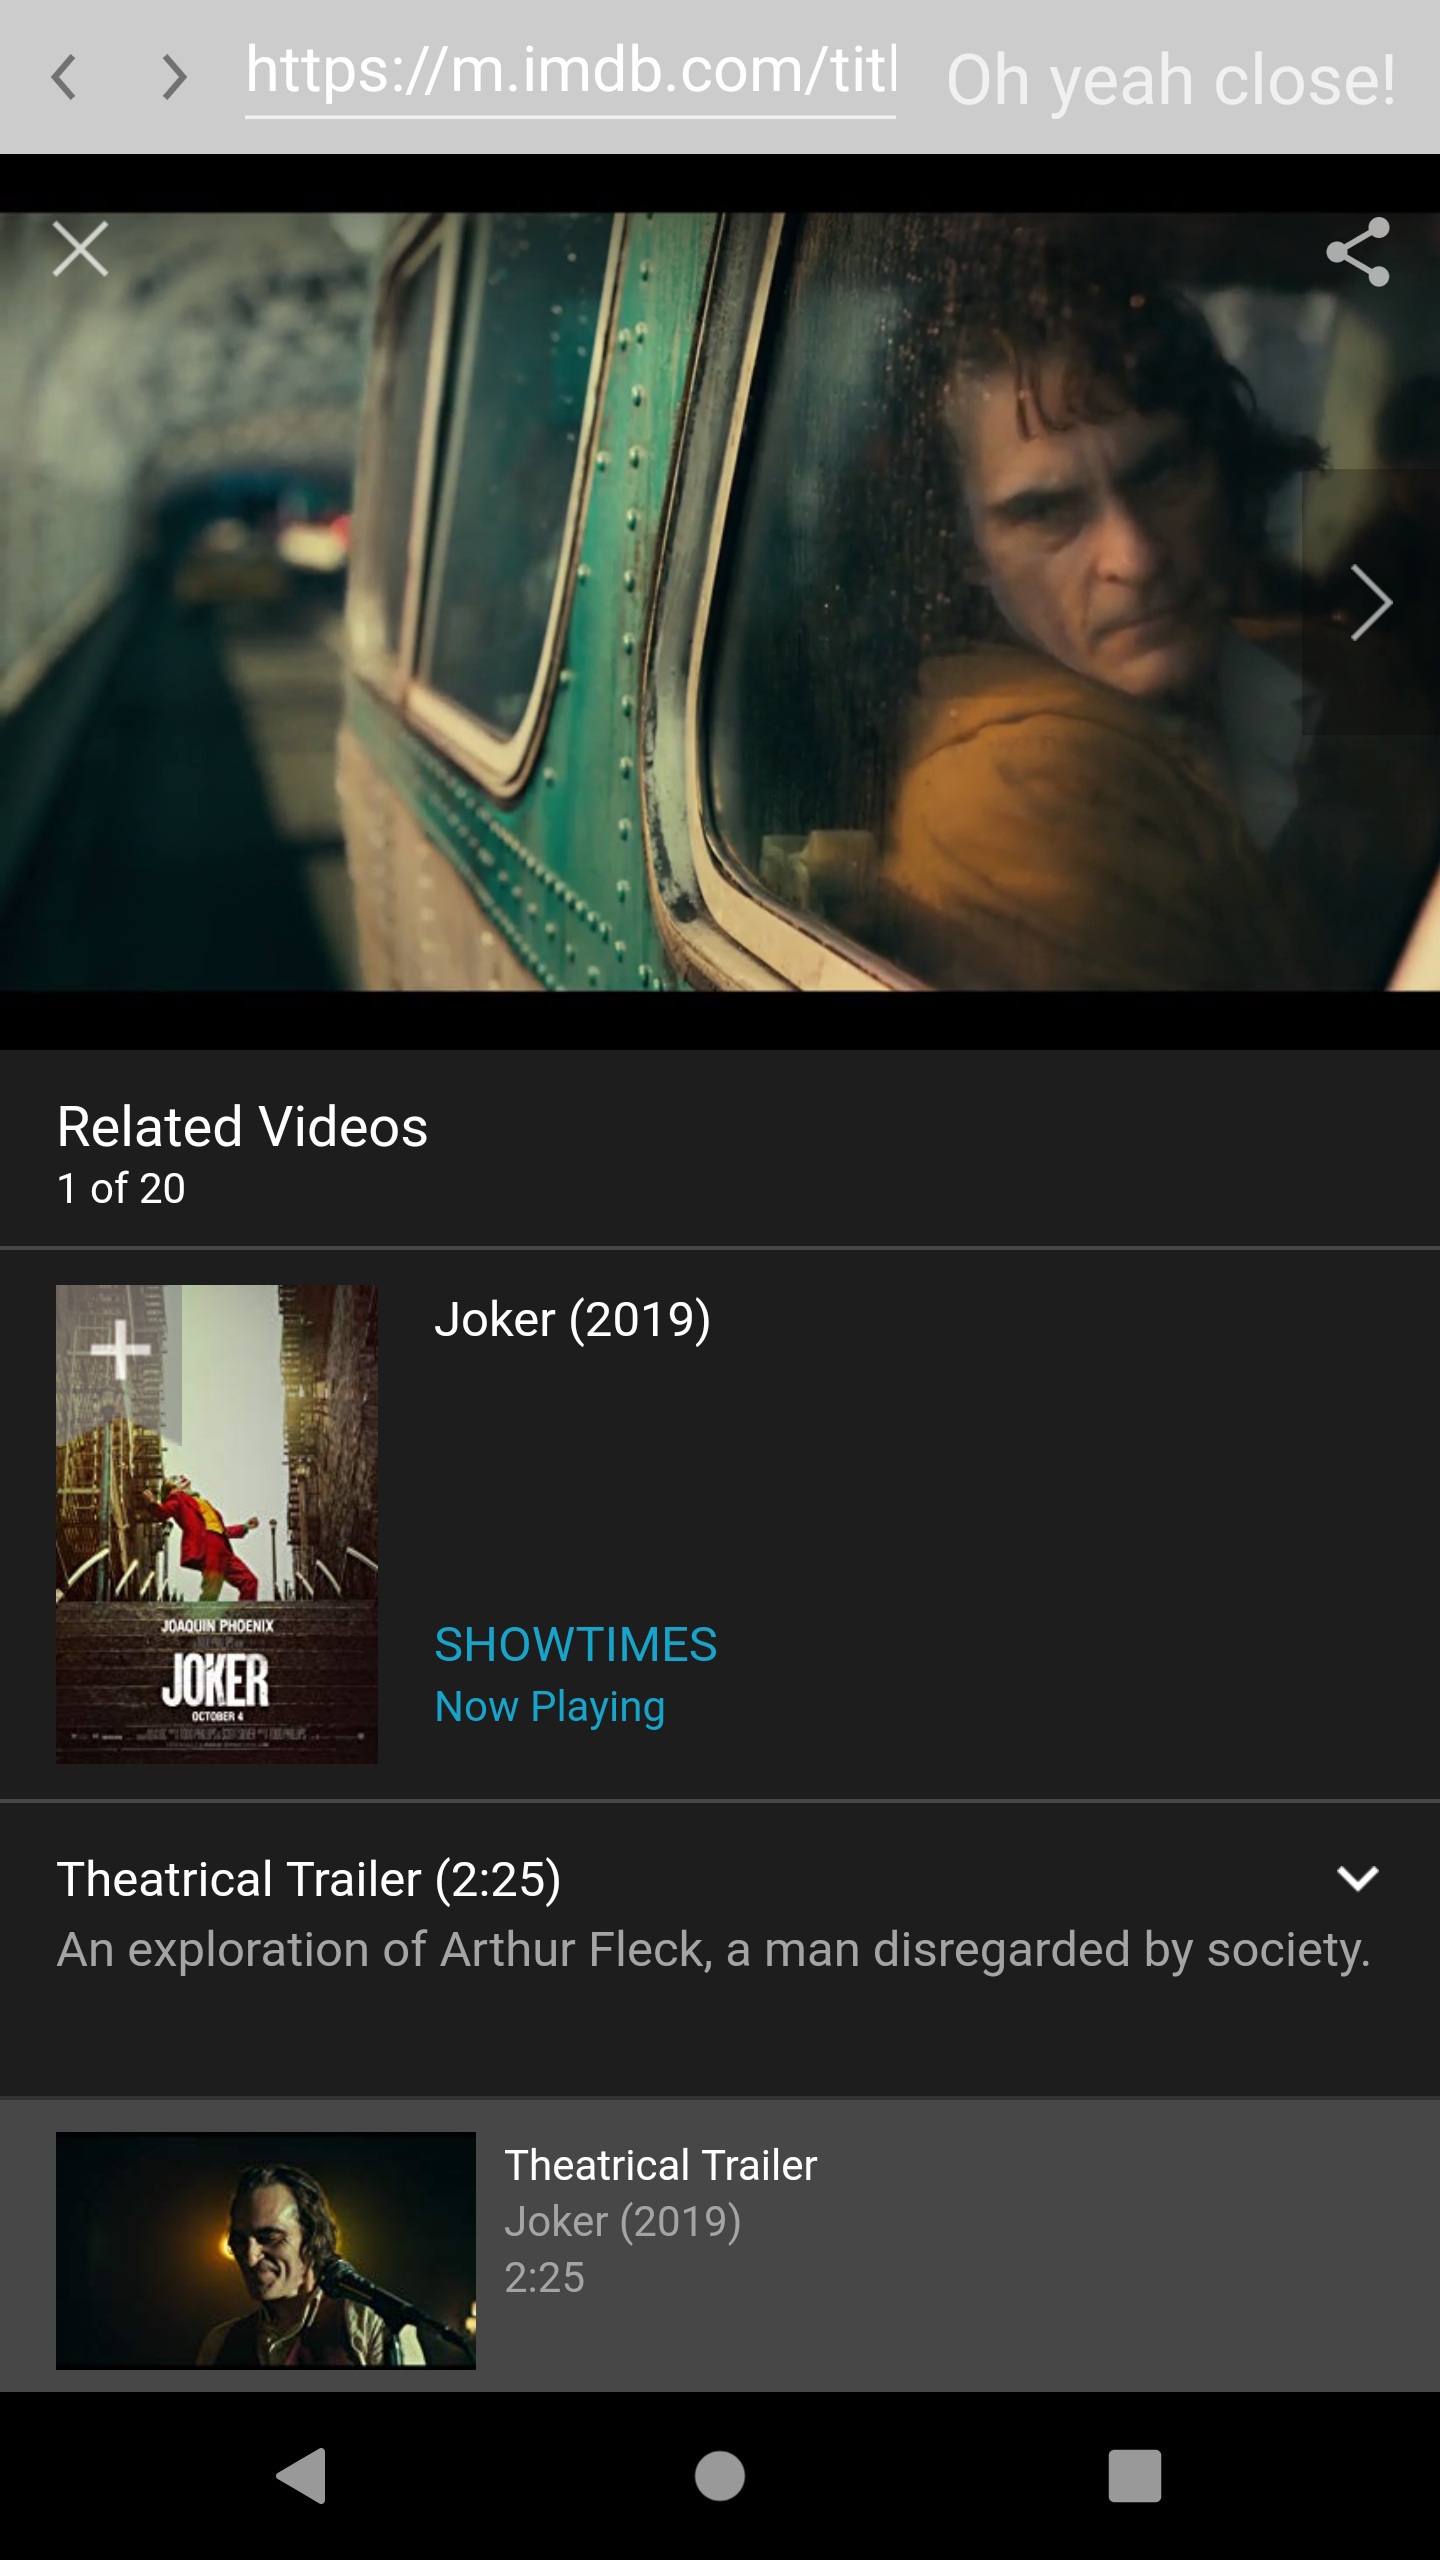 https://m.imdb.com/titl
Oh yeah close!
Related Videos
1 of 20
Joker (2019)
JOAQUIN PHOENIX
JOKER
OCTOBER 4
SHOWTIMES
Now Playing
Theatrical Trailer (2:25)
An exploration of Arthur Fleck, a man disregarded by society.
Theatrical Trailer
Joker (2019)
2:25